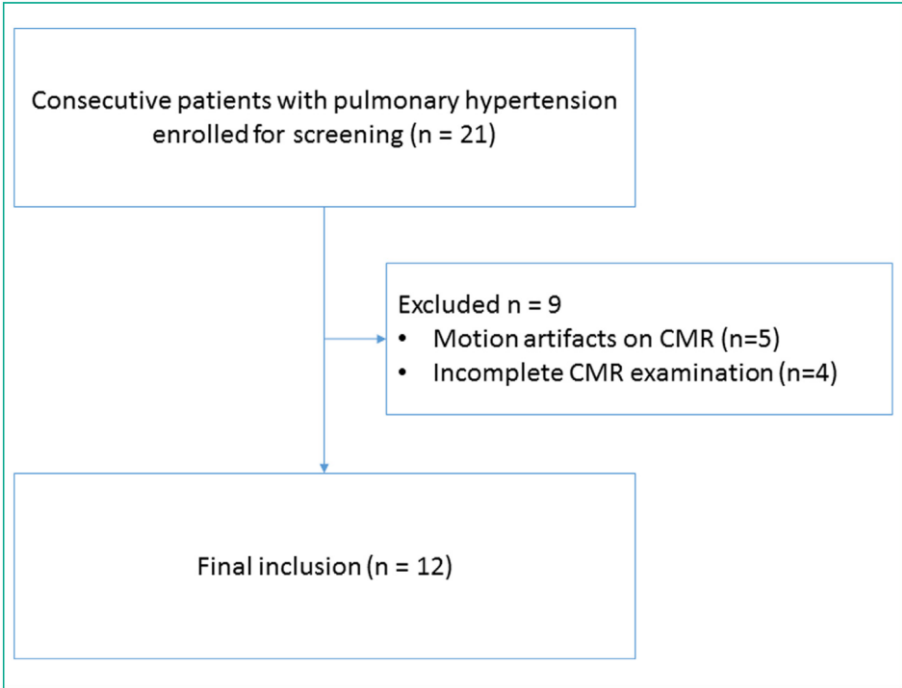 Consecutive patients with pulmonary hypertension
enrolled for screening (n = 21)
Excluded n = 9
• Motion artifacts on CMR (n=5)
• Incomplete CMR examination (n=4)
Final inclusion (n = 12)